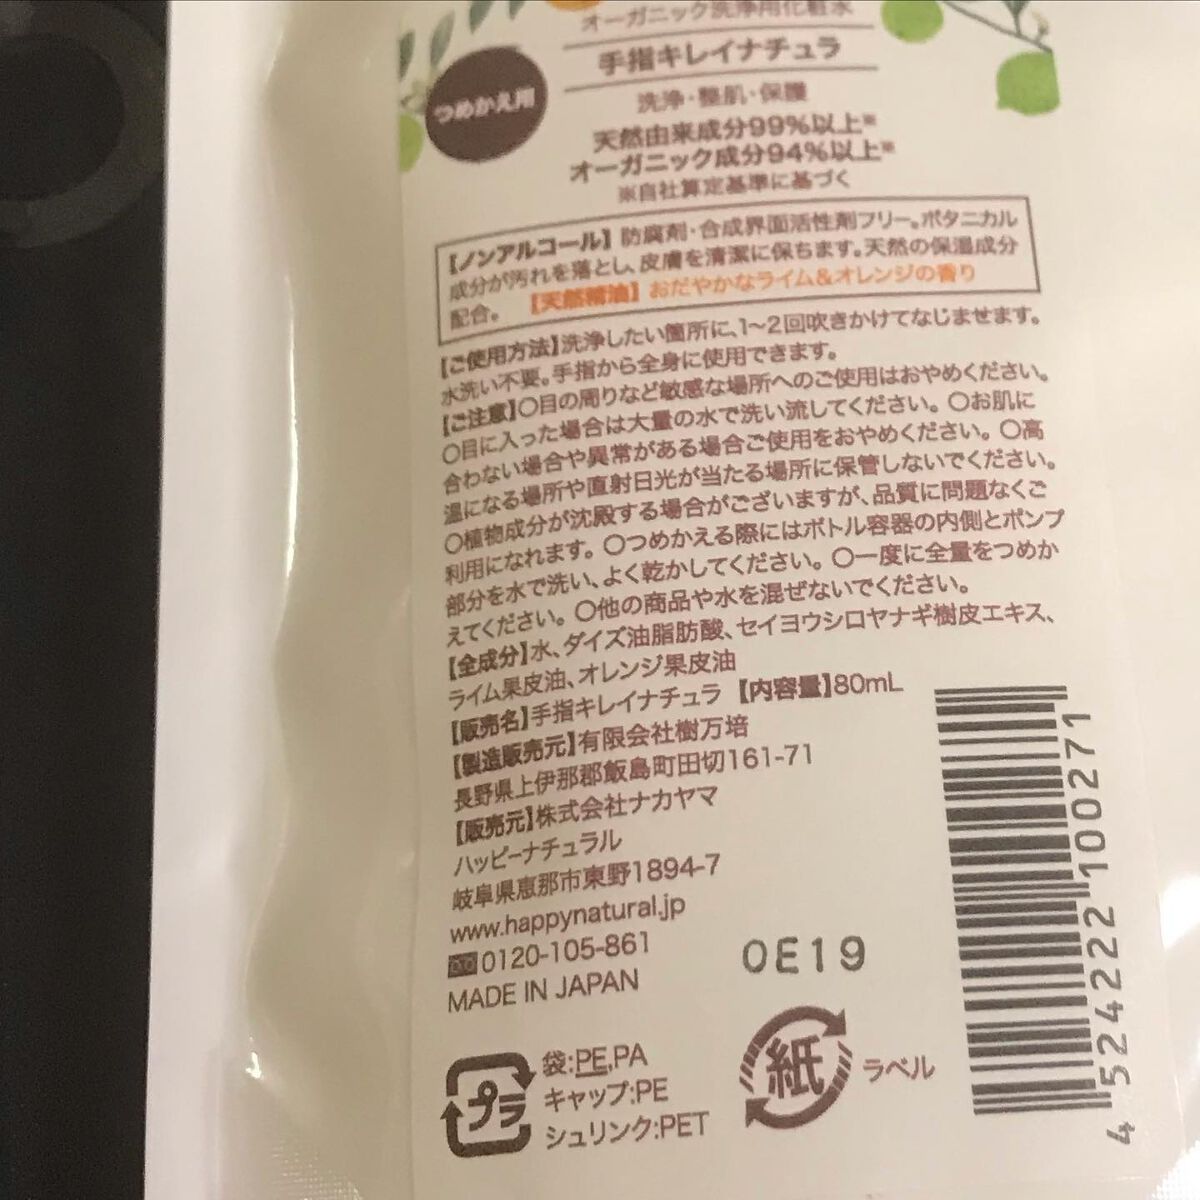 オーガニック洗浄用化粧水
手指キレイナチュラ
つめかえ用
洗浄・整肌・保護
天然由来成分99%以上※
オーガニック成分94%以上※
※自社算定基準に基づく
【ノンアルコール】防腐剤・合成界面活性剤フリー。ボタニカル
成分が汚れを落とし、皮膚を清潔に保ちます。天然の保湿成分
配合。 【天然精油】おだやかなライム&オレンジの香り
【ご使用方法】洗浄したい箇所に、1〜2回吹きかけてなじませます。
水洗い不要。手指から全身に使用できます。
【ご注意】○目の周りなど敏感な場所へのご使用はおやめください。
○目に入った場合は大量の水で洗い流してください。○お肌に
合わない場合や異常がある場合ご使用をおやめください。○高
温になる場所や直射日光が当たる場所に保管しないでください。
○植物成分が沈殿する場合がございますが、品質に問題なくご
利用になれます。○つめかえる際にはボトル容器の内側とポンプ
部分を水で洗い、よく乾かしてください。○一度に全量をつめか
えてください。○他の商品や水を混ぜないでください。
【全成分】水、ダイズ油脂肪酸、セイヨウシロヤナギ樹皮エキス、
ライム果皮油、オレンジ果皮油
【販売名】手指キレイナチュラ 【内容量】80mL
【製造販売元】有限会社樹万培
長野県上伊那郡飯島町田切161-71
【販売元】株式会社ナカヤマ
ハッピーナチュラル
岐阜県恵那市東野1894-7
www.happynatural.jp
0120-105-861
MADE IN JAPAN
0E19
4524222100271
プラ
袋:PE,PA
キャップ:PE
シュリンク:PET
紙
ラベル